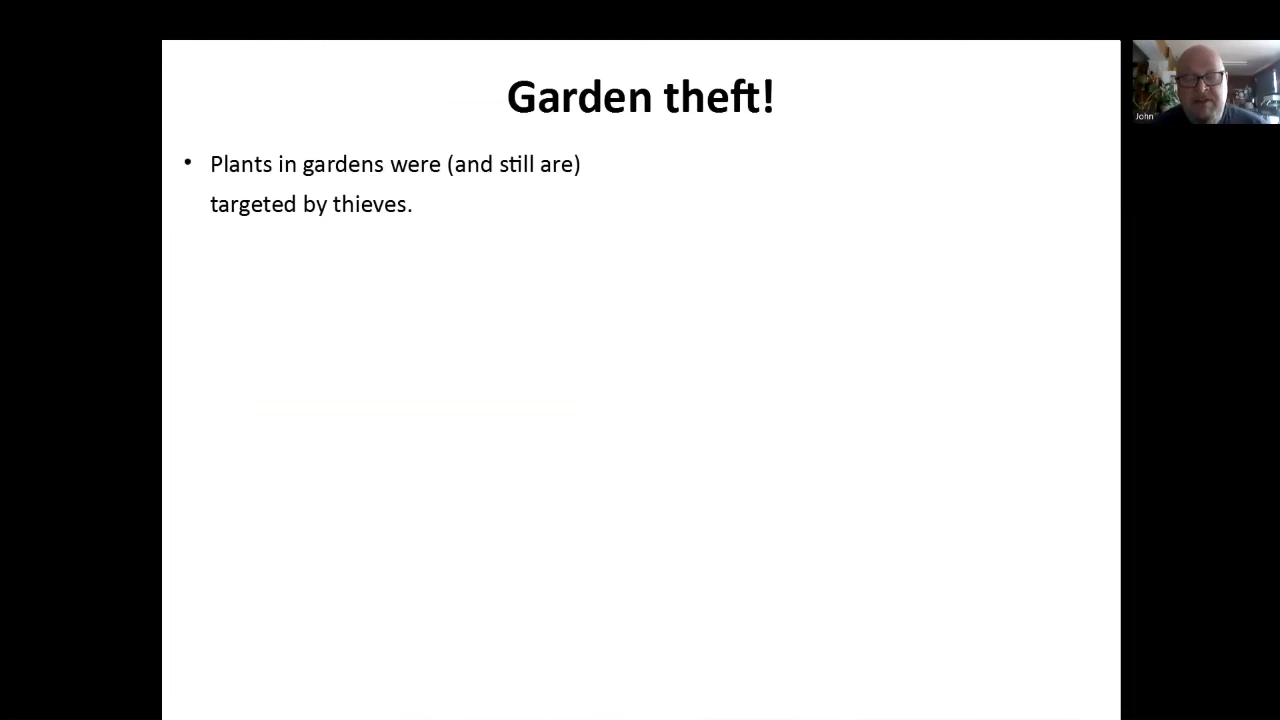 Garden theft!
• Plants in gardens were (and still are)
targeted by thieves.
John